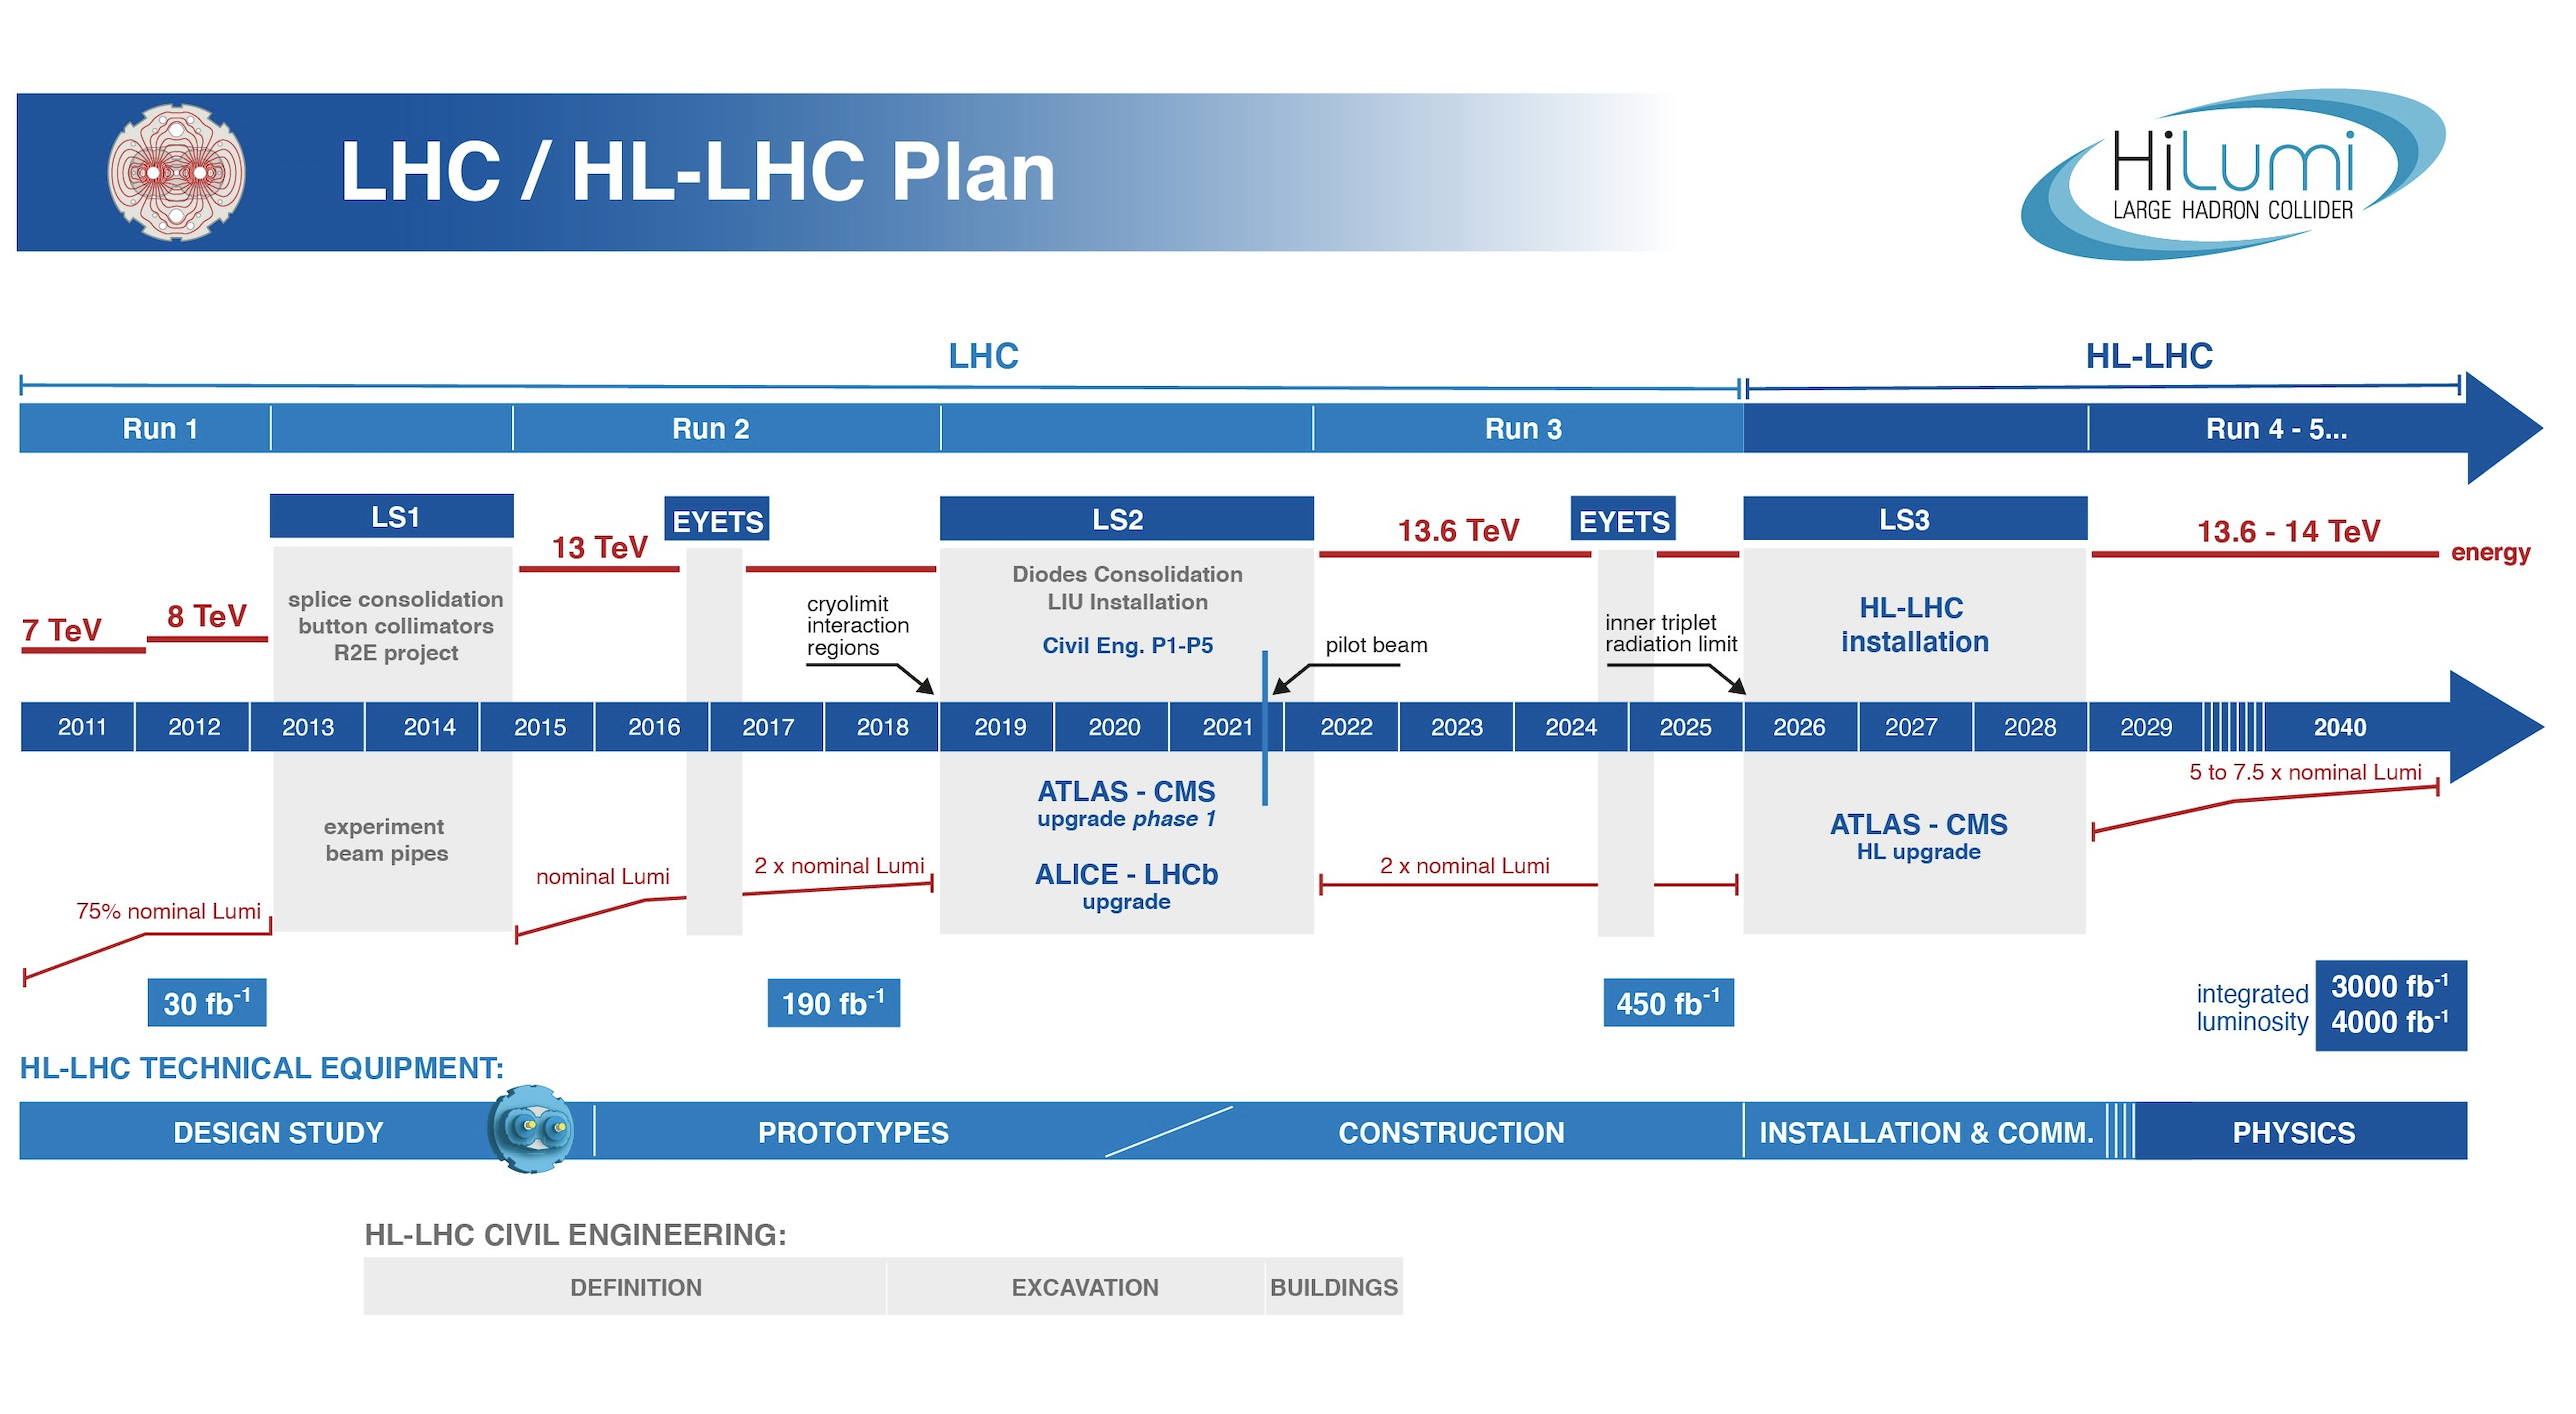 LHC / HL-LHC Plan
HiLumi
LARGE HADRON COLLIDER
LHC
HL-LHC
Run 1
Run 2
Run 3
Run 4 - 5...
LS1
EYETS
LS2
EYETS
LS3
13 TeV
13.6 TeV
13.6 - 14 TeV
energy
7 TeV
8 TeV
splice consolidation
button collimators
R2E project
cryolimit
interaction
regions
Diodes Consolidation
LIU Installation
Civil Eng. P1-P5
pilot beam
inner triplet
radiation limit
HL-LHC
installation
2011
2012
2013
2014
2015
2016
2017
2018
2019
2020
2021
2022
2023
2024
2025
2026
2027
2028
2029
2040
5 to 7.5 x nominal Lumi
experiment
beam pipes
ATLAS - CMS
upgrade phase 1
ALICE - LHCb
upgrade
ATLAS - CMS
HL upgrade
75% nominal Lumi
nominal Lumi
2 x nominal Lumi
2 x nominal Lumi
30 fb-1
190 fb-1
450 fb-1
integrated
luminosity
3000 fb-1
4000 fb-1
HL-LHC TECHNICAL EQUIPMENT:
DESIGN STUDY
PROTOTYPES
CONSTRUCTION
INSTALLATION & COMM.
PHYSICS
HL-LHC CIVIL ENGINEERING:
DEFINITION
EXCAVATION
BUILDINGS